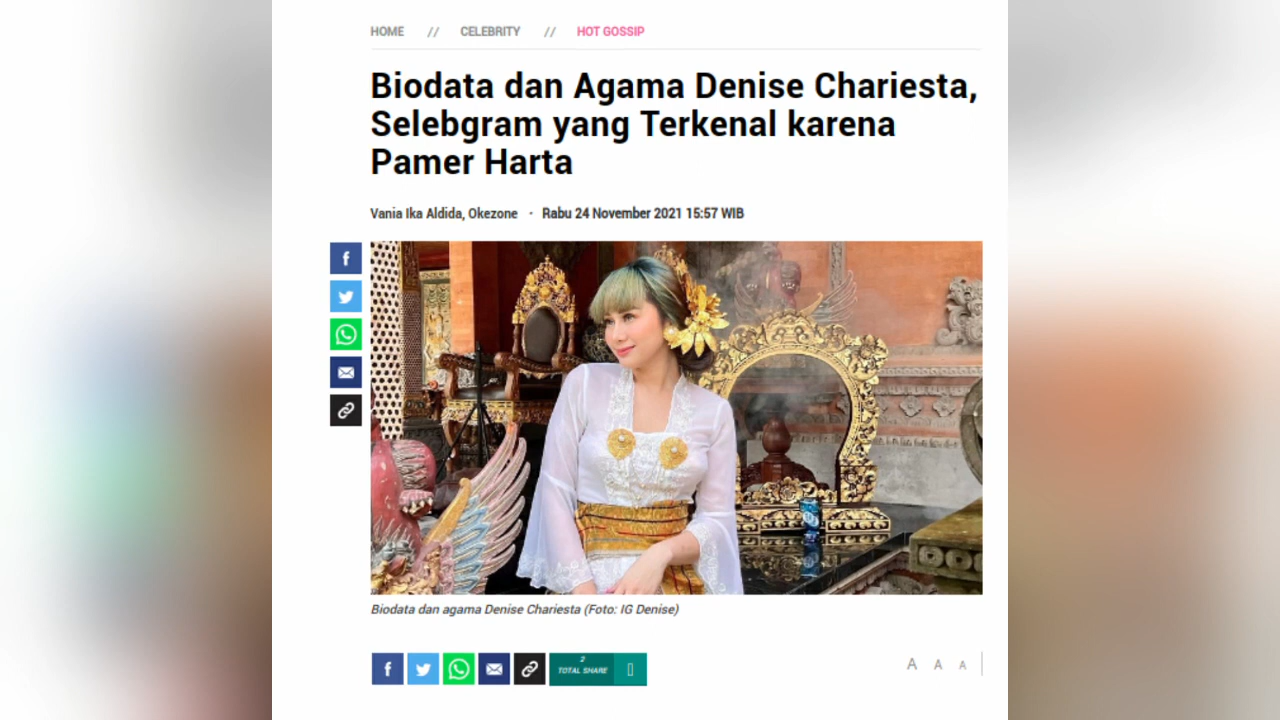 HOME // CELEBRITY // HOT GOSSIP
Biodata dan Agama Denise Chariesta,
Selebgram yang Terkenal karena
Pamer Harta
Vania Ika Aldida, Okezone · Rabu 24 November 2021 15:57 WIB
Biodata dan agama Denise Chariesta (Foto: IG Denise)
2
TOTAL SHARE
A A A